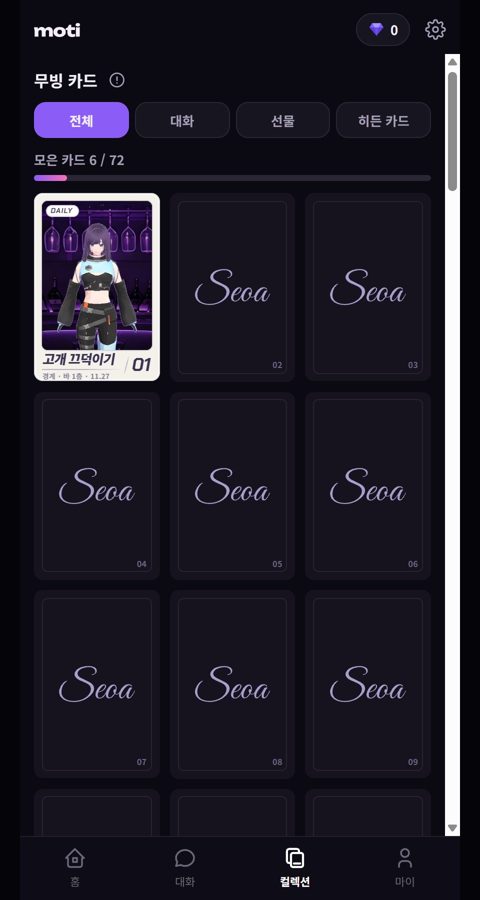 moti
0
무빙 카드
전체 대화 선물 히든 카드
모은 카드 6 / 72
DAILY
고개 끄덕이기 01
경계 · 바 1층 · 11.27
Seoa 02
Seoa 03
Seoa 04
Seoa 05
Seoa 06
Seoa 07
Seoa 08
Seoa 09
홈 대화 컬렉션 마이